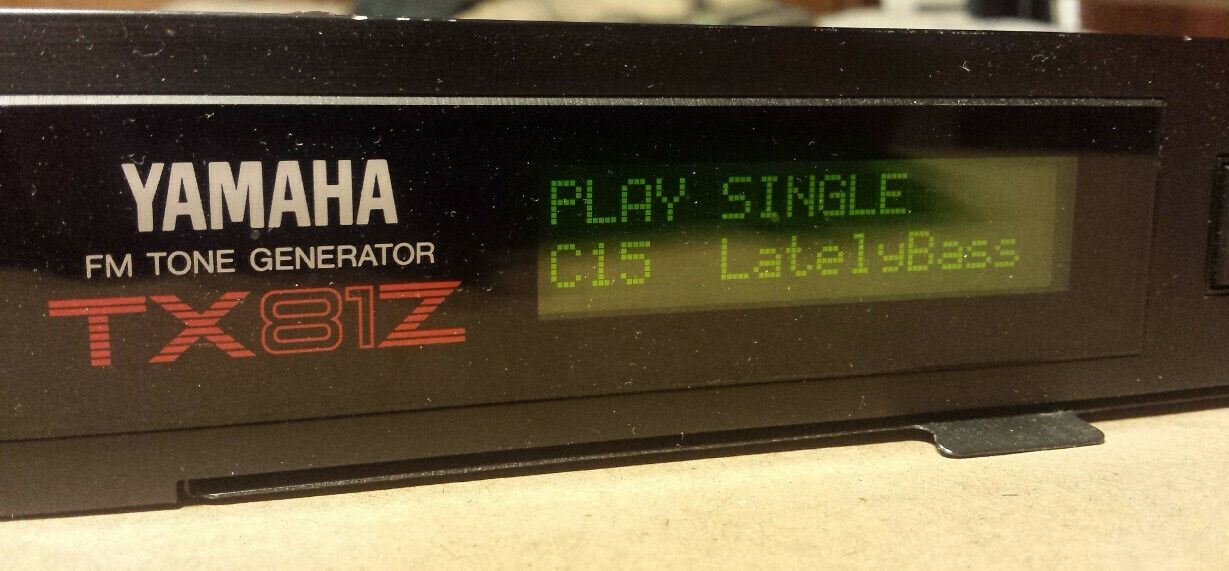 YAMAHA
FM TONE GENERATOR
TX81Z
PLAY SINGLE
C15 LatelyBass